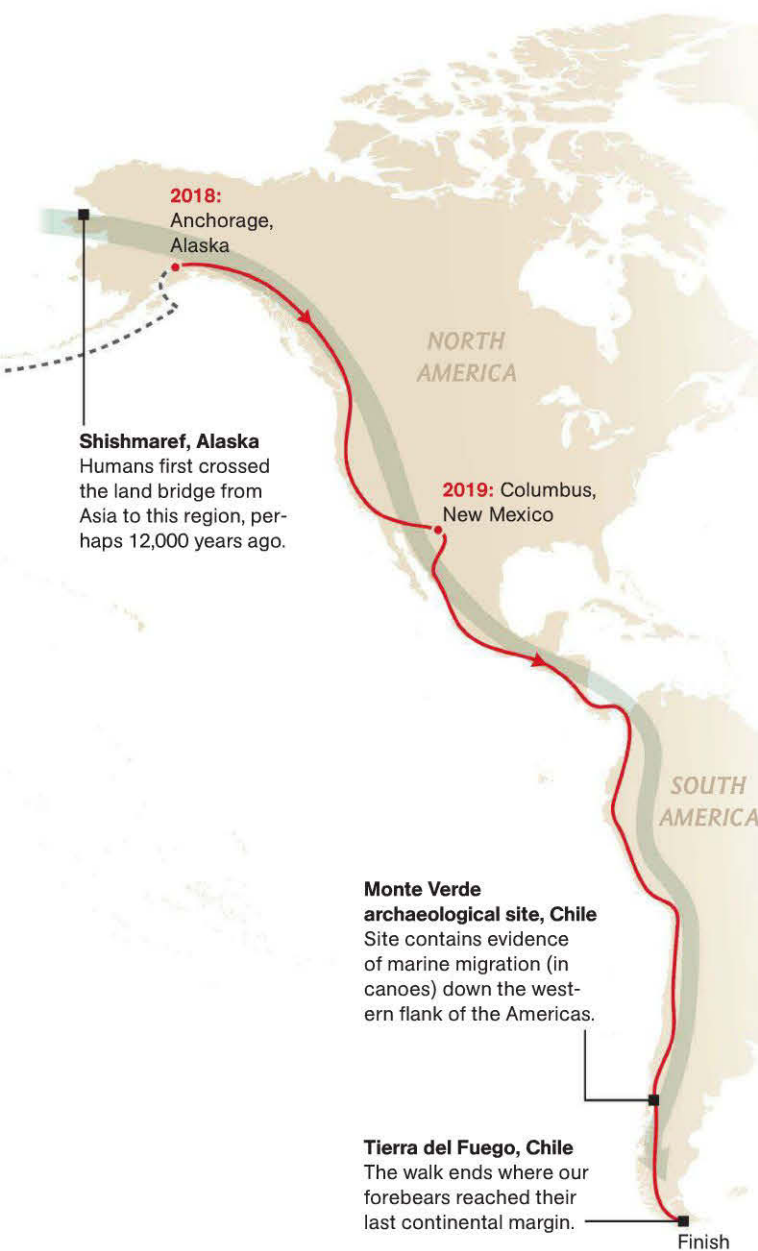 2018:
Anchorage,
Alaska
NORTH
AMERICA
Shishmaref, Alaska
Humans first crossed
the land bridge from
Asia to this region, per-
haps 12,000 years ago.
2019: Columbus,
New Mexico
SOUTH
AMERICA
Monte Verde
archaeological site, Chile
Site contains evidence
of marine migration (in
canoes) down the west-
ern flank of the Americas.
Tierra del Fuego, Chile
The walk ends where our
forebears reached their
last continental margin.
Finish